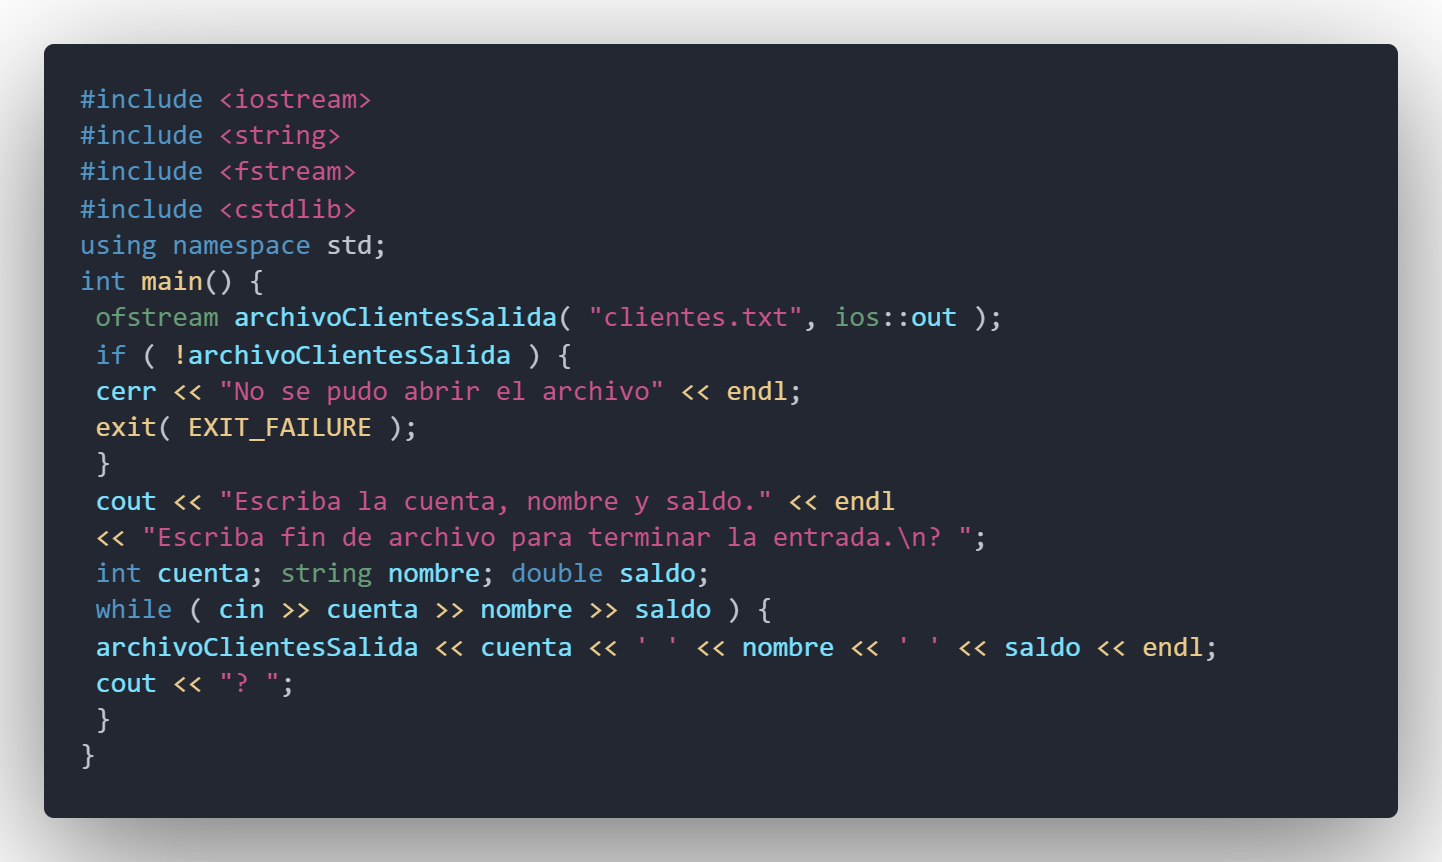 #include <iostream>
#include <string>
#include <fstream>
#include <cstdlib>
using namespace std;
int main() {
 ofstream archivoClientesSalida( "clientes.txt", ios::out );
 if ( !archivoClientesSalida ) {
 cerr << "No se pudo abrir el archivo" << endl;
 exit( EXIT_FAILURE );
 }
 cout << "Escriba la cuenta, nombre y saldo." << endl
 << "Escriba fin de archivo para terminar la entrada.\n? ";
 int cuenta; string nombre; double saldo;
 while ( cin >> cuenta >> nombre >> saldo ) {
 archivoClientesSalida << cuenta << ' ' << nombre << ' ' << saldo << endl;
 cout << "? ";
 }
}